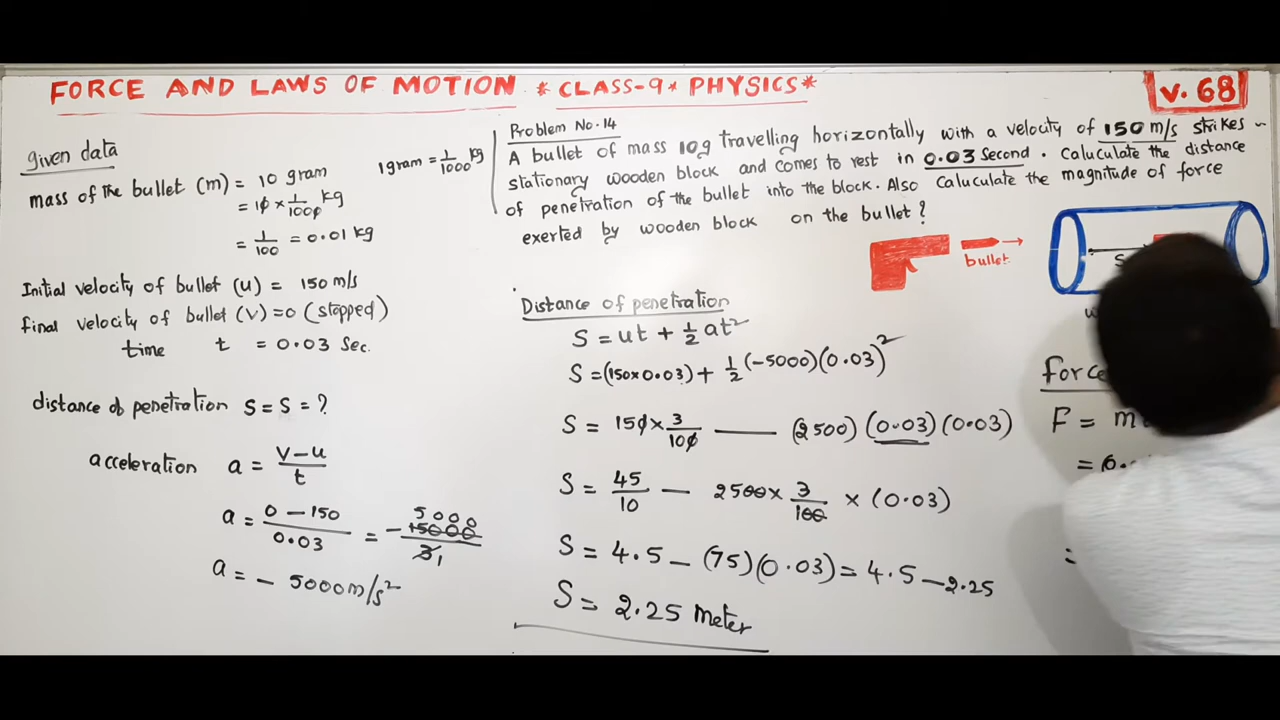 FORCE AND LAWS OF MOTION * CLASS-9 * PHYSICS*
V. 68
given data
mass of the bullet (m) = 10 gram
1 gram = 1/1000 kg
= 10 × 1/1000 kg
= 1/100 = 0.01 kg
Initial velocity of bullet (u) = 150 m/s
final velocity of bullet (v) = 0 (stopped)
time t = 0.03 Sec.
distance of penetration S = S = ?
acceleration a = v-u/t
a = 0 - 150/0.03 = - 15000/3 5000 1
a = - 5000 m/s²
Problem No. 14
A bullet of mass 10g travelling horizontally with a velocity of 150 m/s strikes
stationary wooden block and comes to rest in 0.03 Second. Caluculate the distance
of penetration of the bullet into the block. Also Caluculate the magnitude of force
exerted by wooden block on the bullet?
bullet
S
Distance of penetration
S = ut + 1/2 at²
S = (150×0.03) + 1/2 (-5000)(0.03)²
S = 150 × 3/100 — (2500)(0.03)(0.03)
S = 45/10 - 2500 × 3/100 × (0.03)
S = 4.5 - (75)(0.03) = 4.5 - 2.25
S = 2.25 Meter
force
F = m
=
=